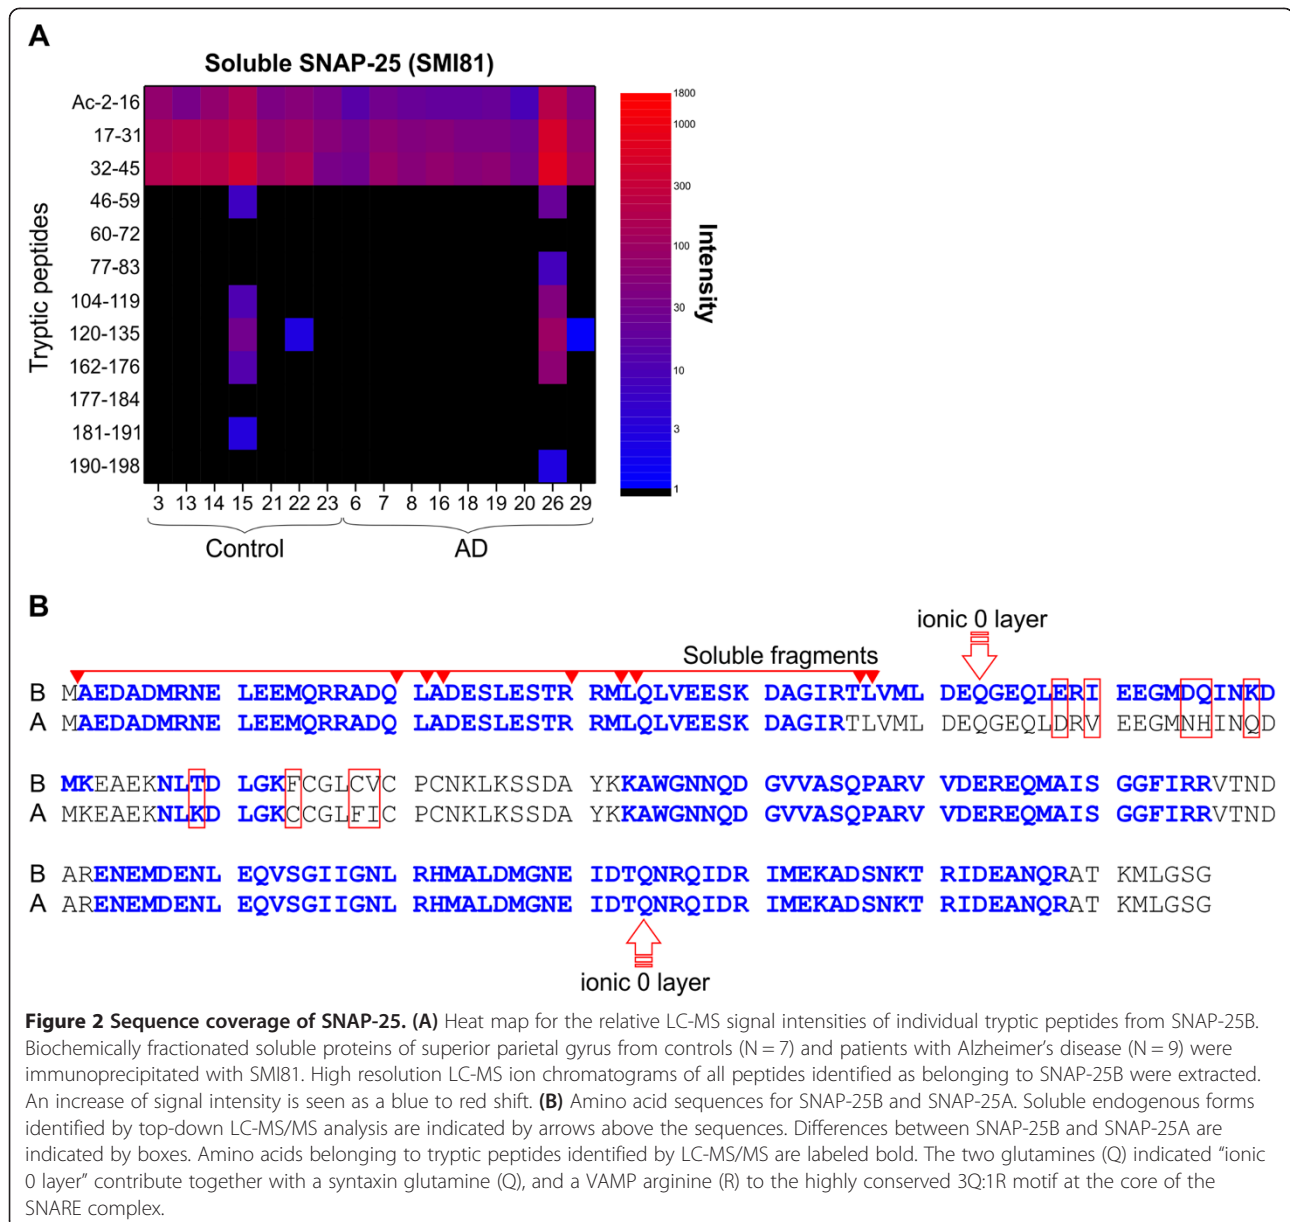 A
Soluble SNAP-25 (SMI81)
Tryptic peptides
Ac-2-16
17-31
32-45
46-59
60-72
77-83
104-119
120-135
162-176
177-184
181-191
190-198
3 13 14 15 21 22 23 6 7 8 16 18 19 20 26 29
Control AD
1800
1000
300
100
30
10
3
1
Intensity
B
ionic 0 layer
Soluble fragments
B MAEDADMRNE LEEMQRRADQ LADESLESTR RMLQLVEESK DAGIRTLVML DEQGEQLERI EEGMDQINKD
A MAEDADMRNE LEEMQRRADQ LADESLESTR RMLQLVEESK DAGIRTLVML DEQGEQLDRV EEGMNHINQD
B MKEAEKNLTD LGKFCGLCVC PCNKLKSSDA YKKAWGNNQD GVVASQPARV VDEREQMAIS GGFIRRVTND
A MKEAEKNLKD LGKCCGLFIC PCNKLKSSDA YKKAWGNNQD GVVASQPARV VDEREQMAIS GGFIRRVTND
B ARENEMDENL EQVSGIIGNL RHMALDMGNE IDTQNRQIDR IMEKADSNKT RIDEANQRAT KMLGSG
A ARENEMDENL EQVSGIIGNL RHMALDMGNE IDTQNRQIDR IMEKADSNKT RIDEANQRAT KMLGSG
ionic 0 layer
Figure 2 Sequence coverage of SNAP-25. (A) Heat map for the relative LC-MS signal intensities of individual tryptic peptides from SNAP-25B.
Biochemically fractionated soluble proteins of superior parietal gyrus from controls (N = 7) and patients with Alzheimer's disease (N = 9) were
immunoprecipitated with SMI81. High resolution LC-MS ion chromatograms of all peptides identified as belonging to SNAP-25B were extracted.
An increase of signal intensity is seen as a blue to red shift. (B) Amino acid sequences for SNAP-25B and SNAP-25A. Soluble endogenous forms
identified by top-down LC-MS/MS analysis are indicated by arrows above the sequences. Differences between SNAP-25B and SNAP-25A are
indicated by boxes. Amino acids belonging to tryptic peptides identified by LC-MS/MS are labeled bold. The two glutamines (Q) indicated "ionic
0 layer" contribute together with a syntaxin glutamine (Q), and a VAMP arginine (R) to the highly conserved 3Q:1R motif at the core of the
SNARE complex.